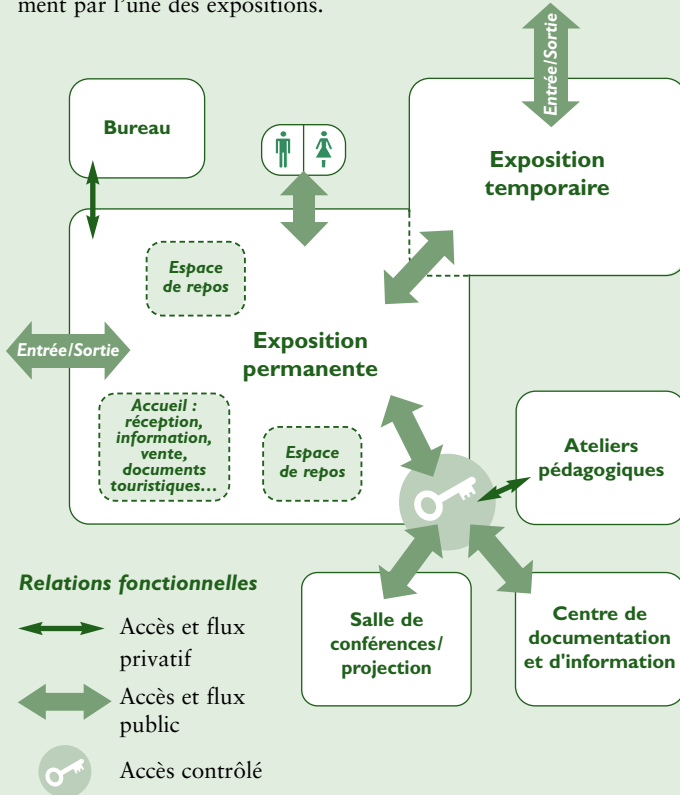 ment par l'une des expositions.
Entrée/Sortie
Bureau
Exposition
temporaire
Espace
de repos
Entrée/Sortie
Exposition
permanente
Accueil :
réception,
information,
vente,
documents
touristiques…
Espace
de repos
Ateliers
pédagogiques
Relations fonctionnelles
Accès et flux
privatif
Accès et flux
public
Accès contrôlé
Salle de
conférences/
projection
Centre de
documentation
et d'information